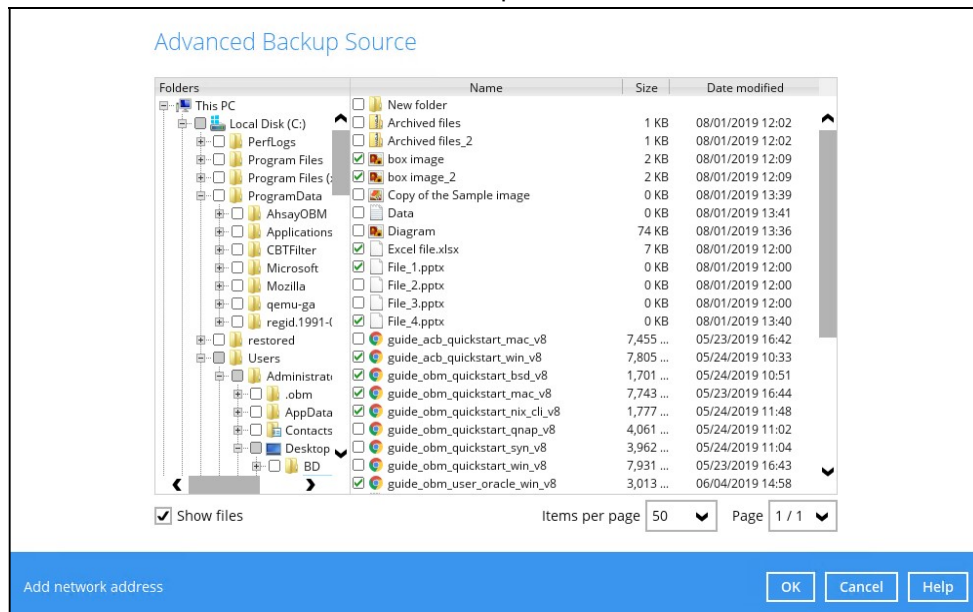 Advanced Backup Source
Folders Name Size Date modified
This PC
Local Disk (C:)
PerfLogs
Program Files
Program Files (
ProgramData
AhsayOBM
Applications
CBTFilter
Microsoft
Mozilla
qemu-ga
regid.1991-(
restored
Users
Administrat
.obm
AppData
Contacts
Desktop
BD
New folder
Archived files 1 KB 08/01/2019 12:02
Archived files_2 1 KB 08/01/2019 12:02
box image 2 KB 08/01/2019 12:09
box image_2 2 KB 08/01/2019 12:09
Copy of the Sample image 0 KB 08/01/2019 13:39
Data 0 KB 08/01/2019 13:41
Diagram 74 KB 08/01/2019 13:36
Excel file.xlsx 7 KB 08/01/2019 12:00
File_1.pptx 0 KB 08/01/2019 12:00
File_2.pptx 0 KB 08/01/2019 12:00
File_3.pptx 0 KB 08/01/2019 12:00
File_4.pptx 0 KB 08/01/2019 13:40
guide_acb_quickstart_mac_v8 7,455 ... 05/23/2019 16:42
guide_acb_quickstart_win_v8 7,805 ... 05/24/2019 10:33
guide_obm_quickstart_bsd_v8 1,701 ... 05/24/2019 10:51
guide_obm_quickstart_mac_v8 7,743 ... 05/23/2019 16:44
guide_obm_quickstart_nix_cli_v8 1,777 ... 05/24/2019 11:48
guide_obm_quickstart_qnap_v8 4,061 ... 05/24/2019 11:02
guide_obm_quickstart_syn_v8 3,962 ... 05/24/2019 11:04
guide_obm_quickstart_win_v8 7,931 ... 05/23/2019 16:43
guide_obm_user_oracle_win_v8 3,013 ... 06/04/2019 14:58
Show files Items per page 50 Page 1 / 1
Add network address OK Cancel Help